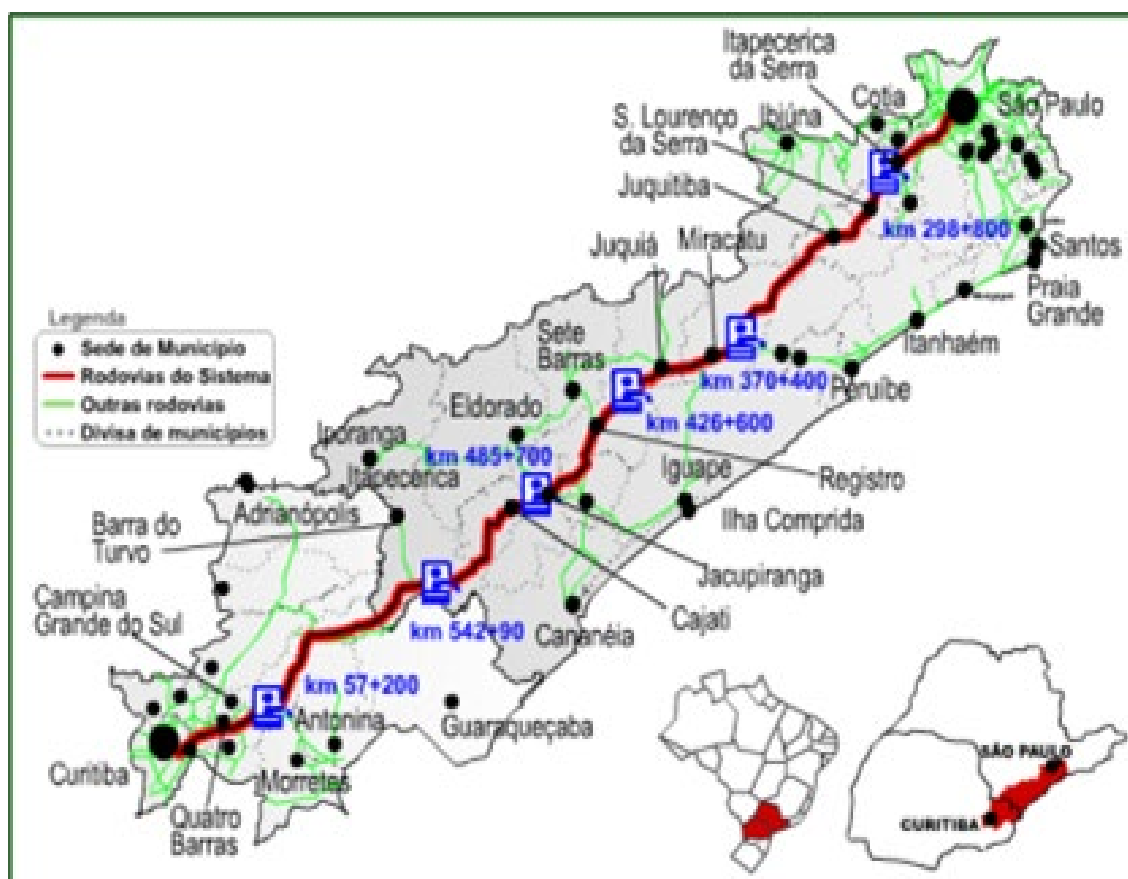 Itapecerica
da Serra
Cotia
São Paulo
S. Lourenço
da Serra
Ibiúna
Juquitiba
km 298+800
Juquiá
Miracatu
Santos
Praia
Grande
Legenda
Sede de Município
Rodovias do Sistema
Outras rodovias
Divisa de municípios
Sete
Barras
Itanhaém
km 370+400
Peruíbe
Eldorado
km 426+600
Iporanga
km 485+700
Itapecerica
Iguape
Registro
Adrianópolis
Ilha Comprida
Barra do
Turvo
Jacupiranga
Campina
Grande do Sul
Cajati
Cananéia
km 542+90
km 57+200
Antonina
Guaraqueçaba
Curitiba
Morretes
Quatro
Barras
SÃO PAULO
CURITIBA
P
P
P
P
P
P